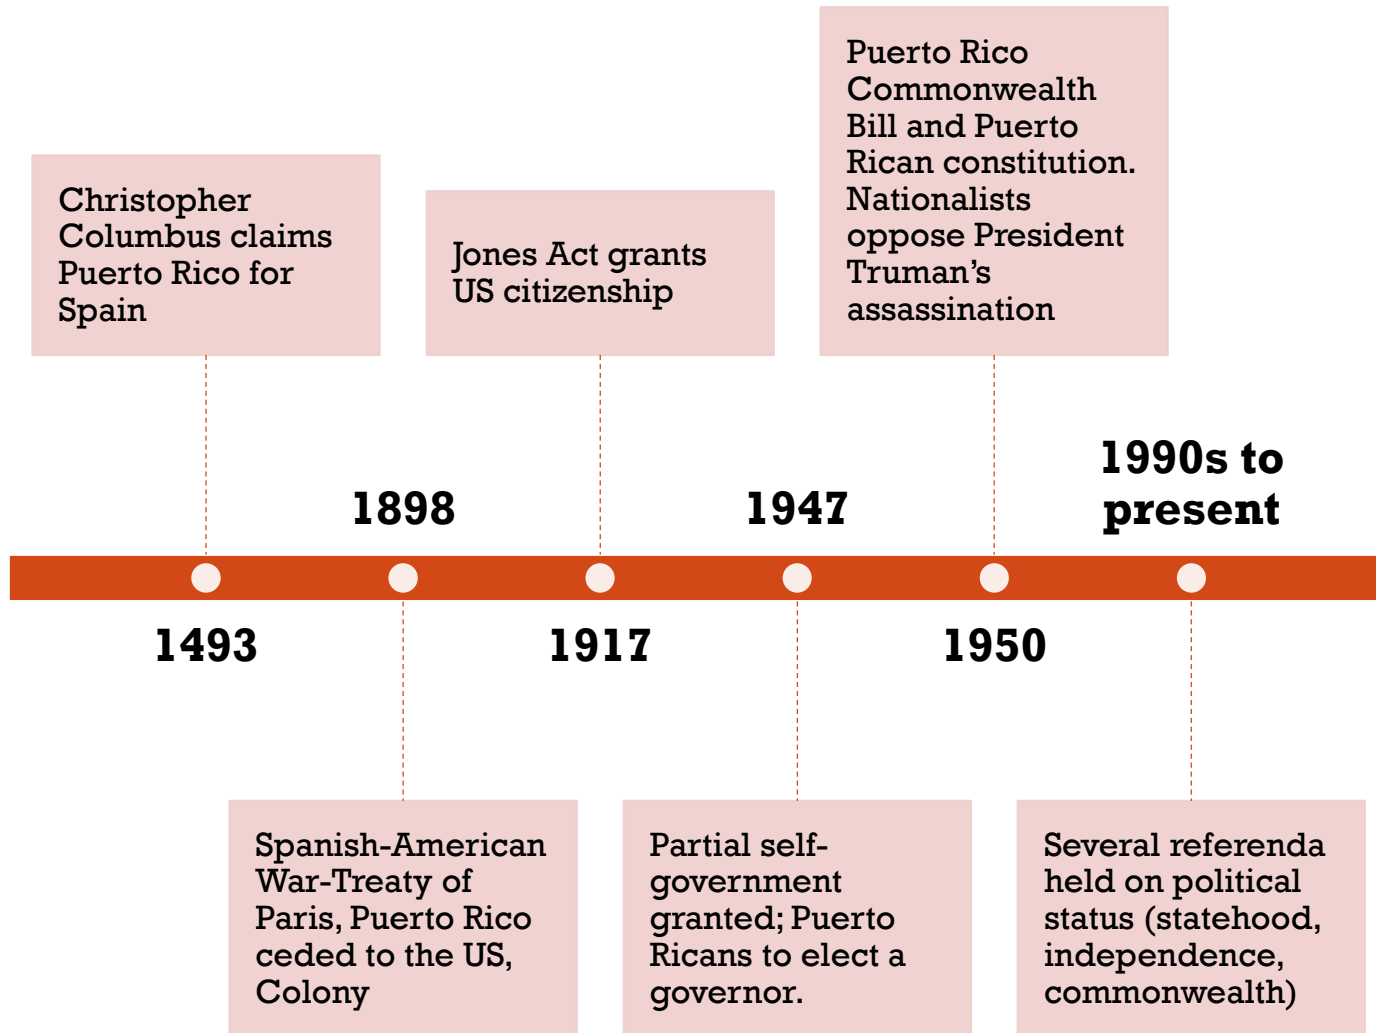 Christopher
Columbus claims
Puerto Rico for
Spain
1493
1898
Spanish-American
War-Treaty of
Paris, Puerto Rico
ceded to the US,
Colony
Jones Act grants
US citizenship
1917
1947
Partial self-
government
granted; Puerto
Ricans to elect a
governor.
Puerto Rico
Commonwealth
Bill and Puerto
Rican constitution.
Nationalists
oppose President
Truman’s
assassination
1950
1990s to
present
Several referenda
held on political
status (statehood,
independence,
commonwealth)